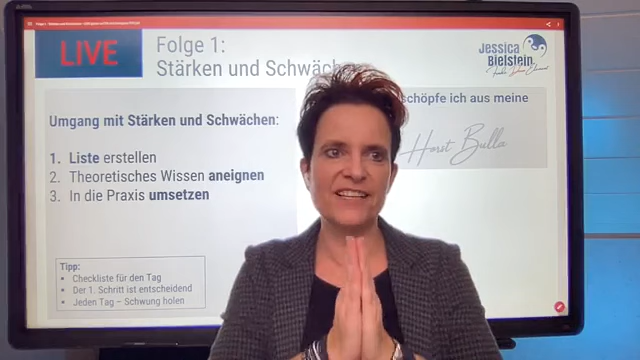 LIVE
Folge 1:
Stärken und Schwäch
Jessica
Bielstein
Umgang mit Stärken und Schwächen:
1. Liste erstellen
2. Theoretisches Wissen aneignen
3. In die Praxis umsetzen
schöpfe ich aus meine
Horst Bulla
Tipp:
Checkliste für den Tag
Der 1. Schritt ist entscheidend
Jeden Tag – Schwung holen